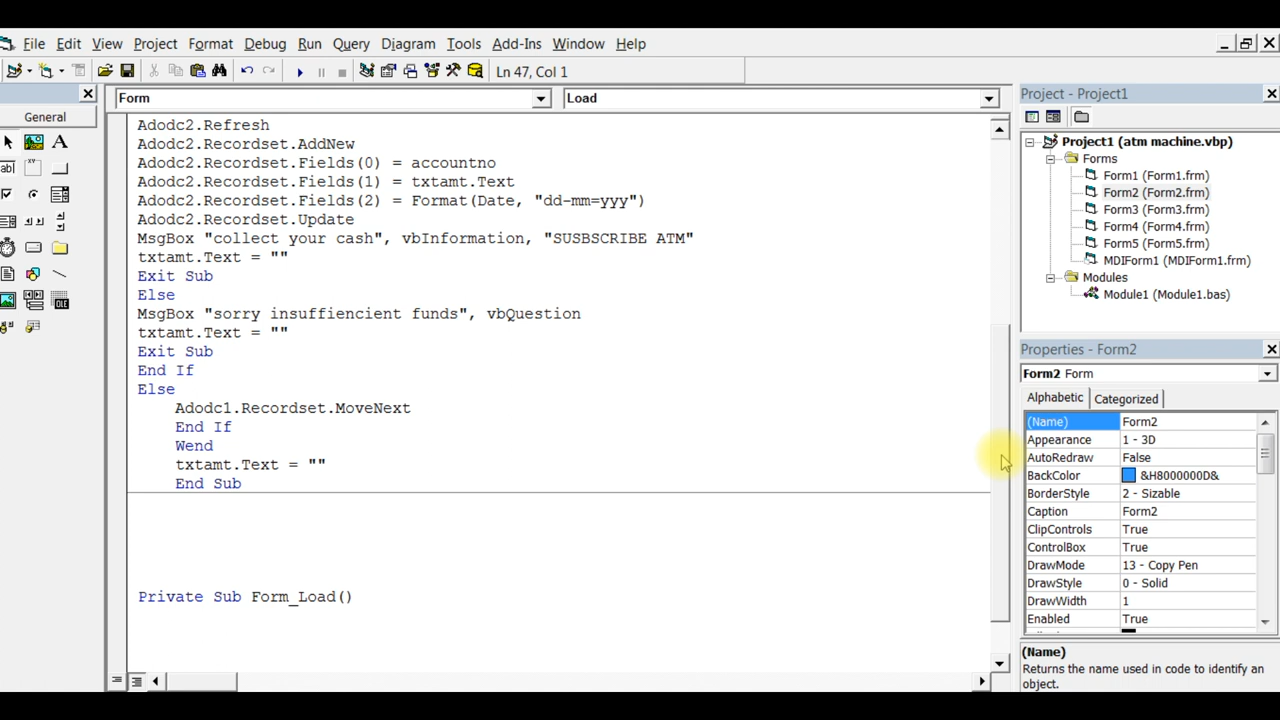 File Edit View Project Format Debug Run Query Diagram Tools Add-Ins Window Help
Ln 47, Col 1
General
Form
Load
Adodc2.Refresh
Adodc2.Recordset.AddNew
Adodc2.Recordset.Fields(0) = accountno
Adodc2.Recordset.Fields(1) = txtamt.Text
Adodc2.Recordset.Fields(2) = Format(Date, "dd-mm=yyy")
Adodc2.Recordset.Update
MsgBox "collect your cash", vbInformation, "SUSBSCRIBE ATM"
txtamt.Text = ""
Exit Sub
Else
MsgBox "sorry insuffiencient funds", vbQuestion
txtamt.Text = ""
Exit Sub
End If
Else
Adodc1.Recordset.MoveNext
End If
Wend
txtamt.Text = ""
End Sub
Private Sub Form_Load()
Project - Project1
Project1 (atm machine.vbp)
Forms
Form1 (Form1.frm)
Form2 (Form2.frm)
Form3 (Form3.frm)
Form4 (Form4.frm)
Form5 (Form5.frm)
MDIForm1 (MDIForm1.frm)
Modules
Module1 (Module1.bas)
Properties - Form2
Form2 Form
Alphabetic Categorized
(Name) Form2
Appearance 1 - 3D
AutoRedraw False
BackColor &H8000000D&
BorderStyle 2 - Sizable
Caption Form2
ClipControls True
ControlBox True
DrawMode 13 - Copy Pen
DrawStyle 0 - Solid
DrawWidth 1
Enabled True
(Name)
Returns the name used in code to identify an
object.